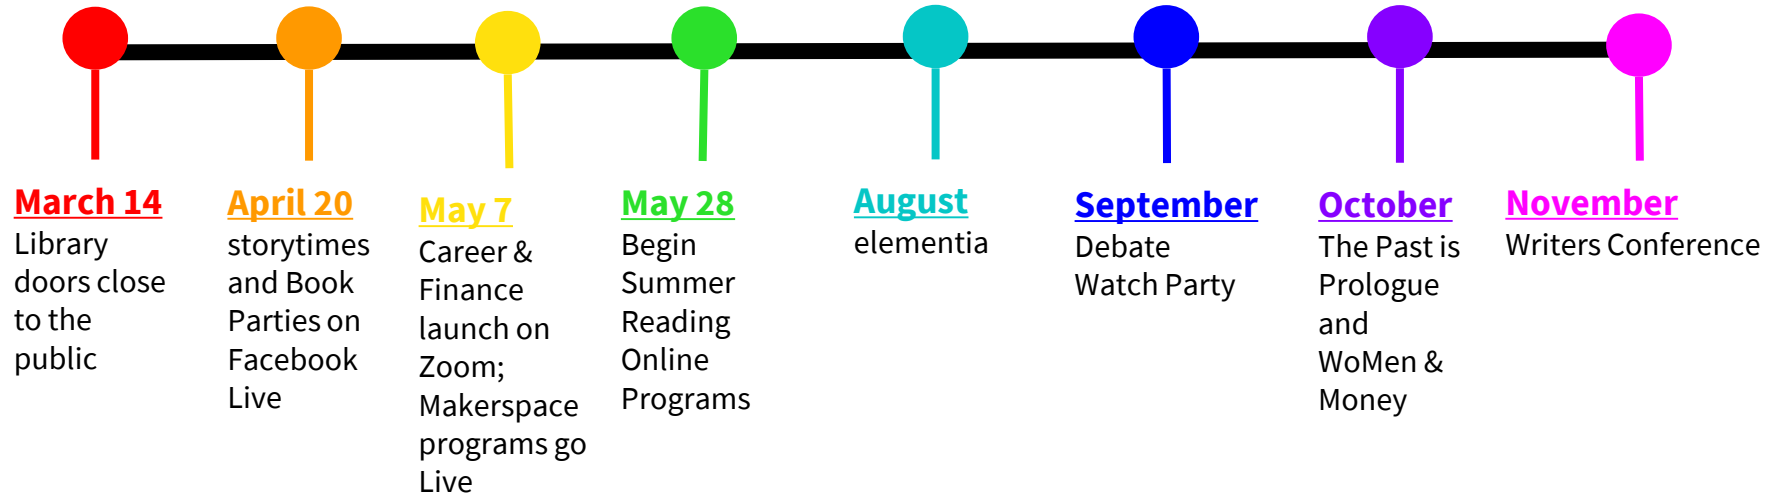 March 14
Library
doors close
to the
public
April 20
storytimes
and Book
Parties on
Facebook
Live
May 7
Career &
Finance
launch on
Zoom;
Makerspace
programs go
Live
May 28
Begin
Summer
Reading
Online
Programs
August
elementia
September
Debate
Watch Party
October
The Past is
Prologue
and
WoMen &
Money
November
Writers Conference